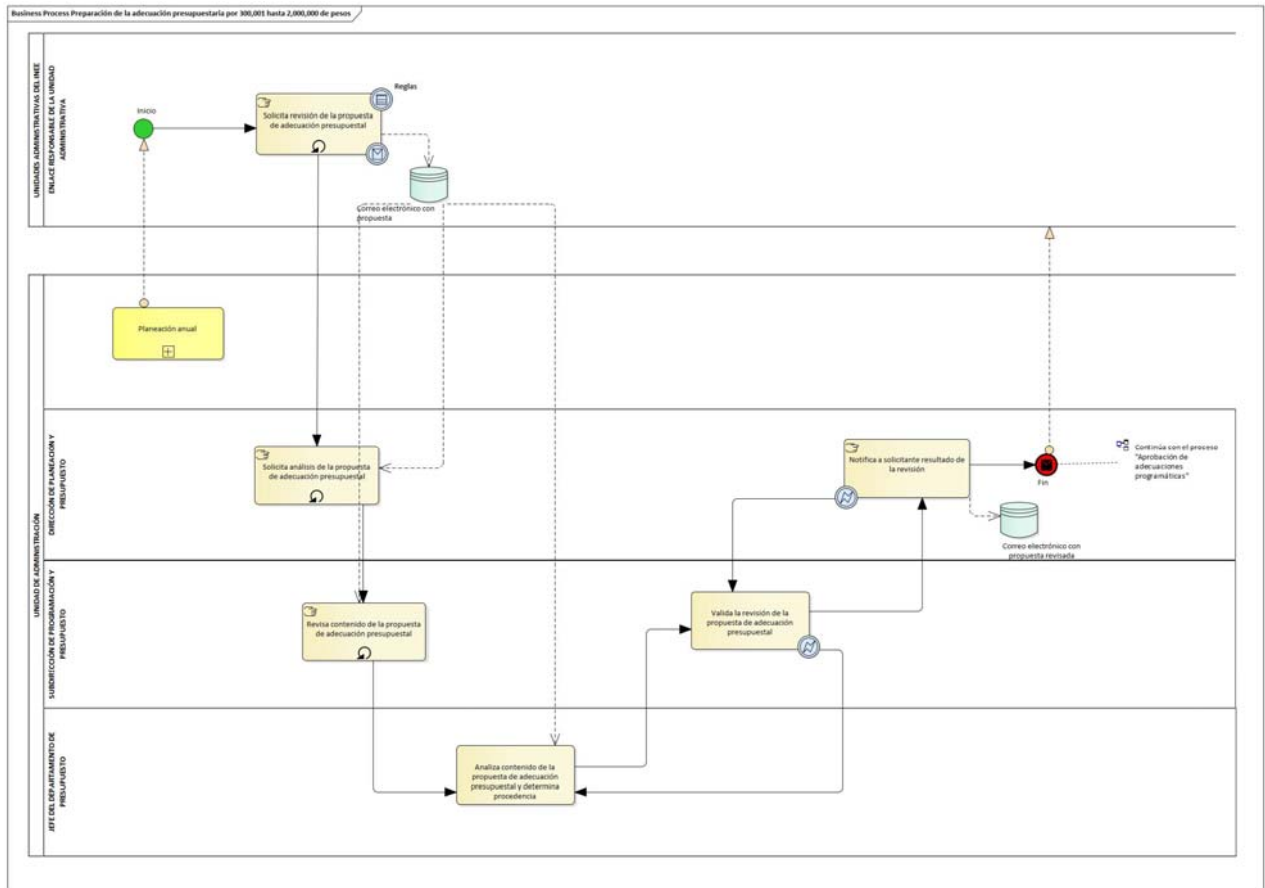 Business Process Preparación de la adecuación presupuestaria por 300,001 hasta 2,000,000 de pesos
UNIDADES ADMINISTRATIVAS DEL INEE
ENLACE RESPONSABLE DE LA UNIDAD
ADMINISTRATIVA
Inicio
Solicita revisión de la propuesta
de adecuación presupuestal
Reglas
Correo electrónico con
propuesta
UNIDAD DE ADMINISTRACIÓN
Planeación anual
DIRECCIÓN DE PLANEACION Y
PRESUPUESTO
Solicita análisis de la propuesta
de adecuación presupuestal
Notifica a solicitante resultado de
la revisión
Fin
Continúa con el proceso
"Aprobación de
adecuaciones
programáticas"
Correo electrónico con
propuesta revisada
SUBDIRECCIÓN DE PROGRAMACIÓN Y
PRESUPUESTO
Revisa contenido de la propuesta
de adecuación presupuestal
Valida la revisión de la
propuesta de adecuación
presupuestal
JEFE DEL DEPARTAMENTO DE
PRESUPUESTO
Analiza contenido de la
propuesta de adecuación
presupuestal y determina
procedencia